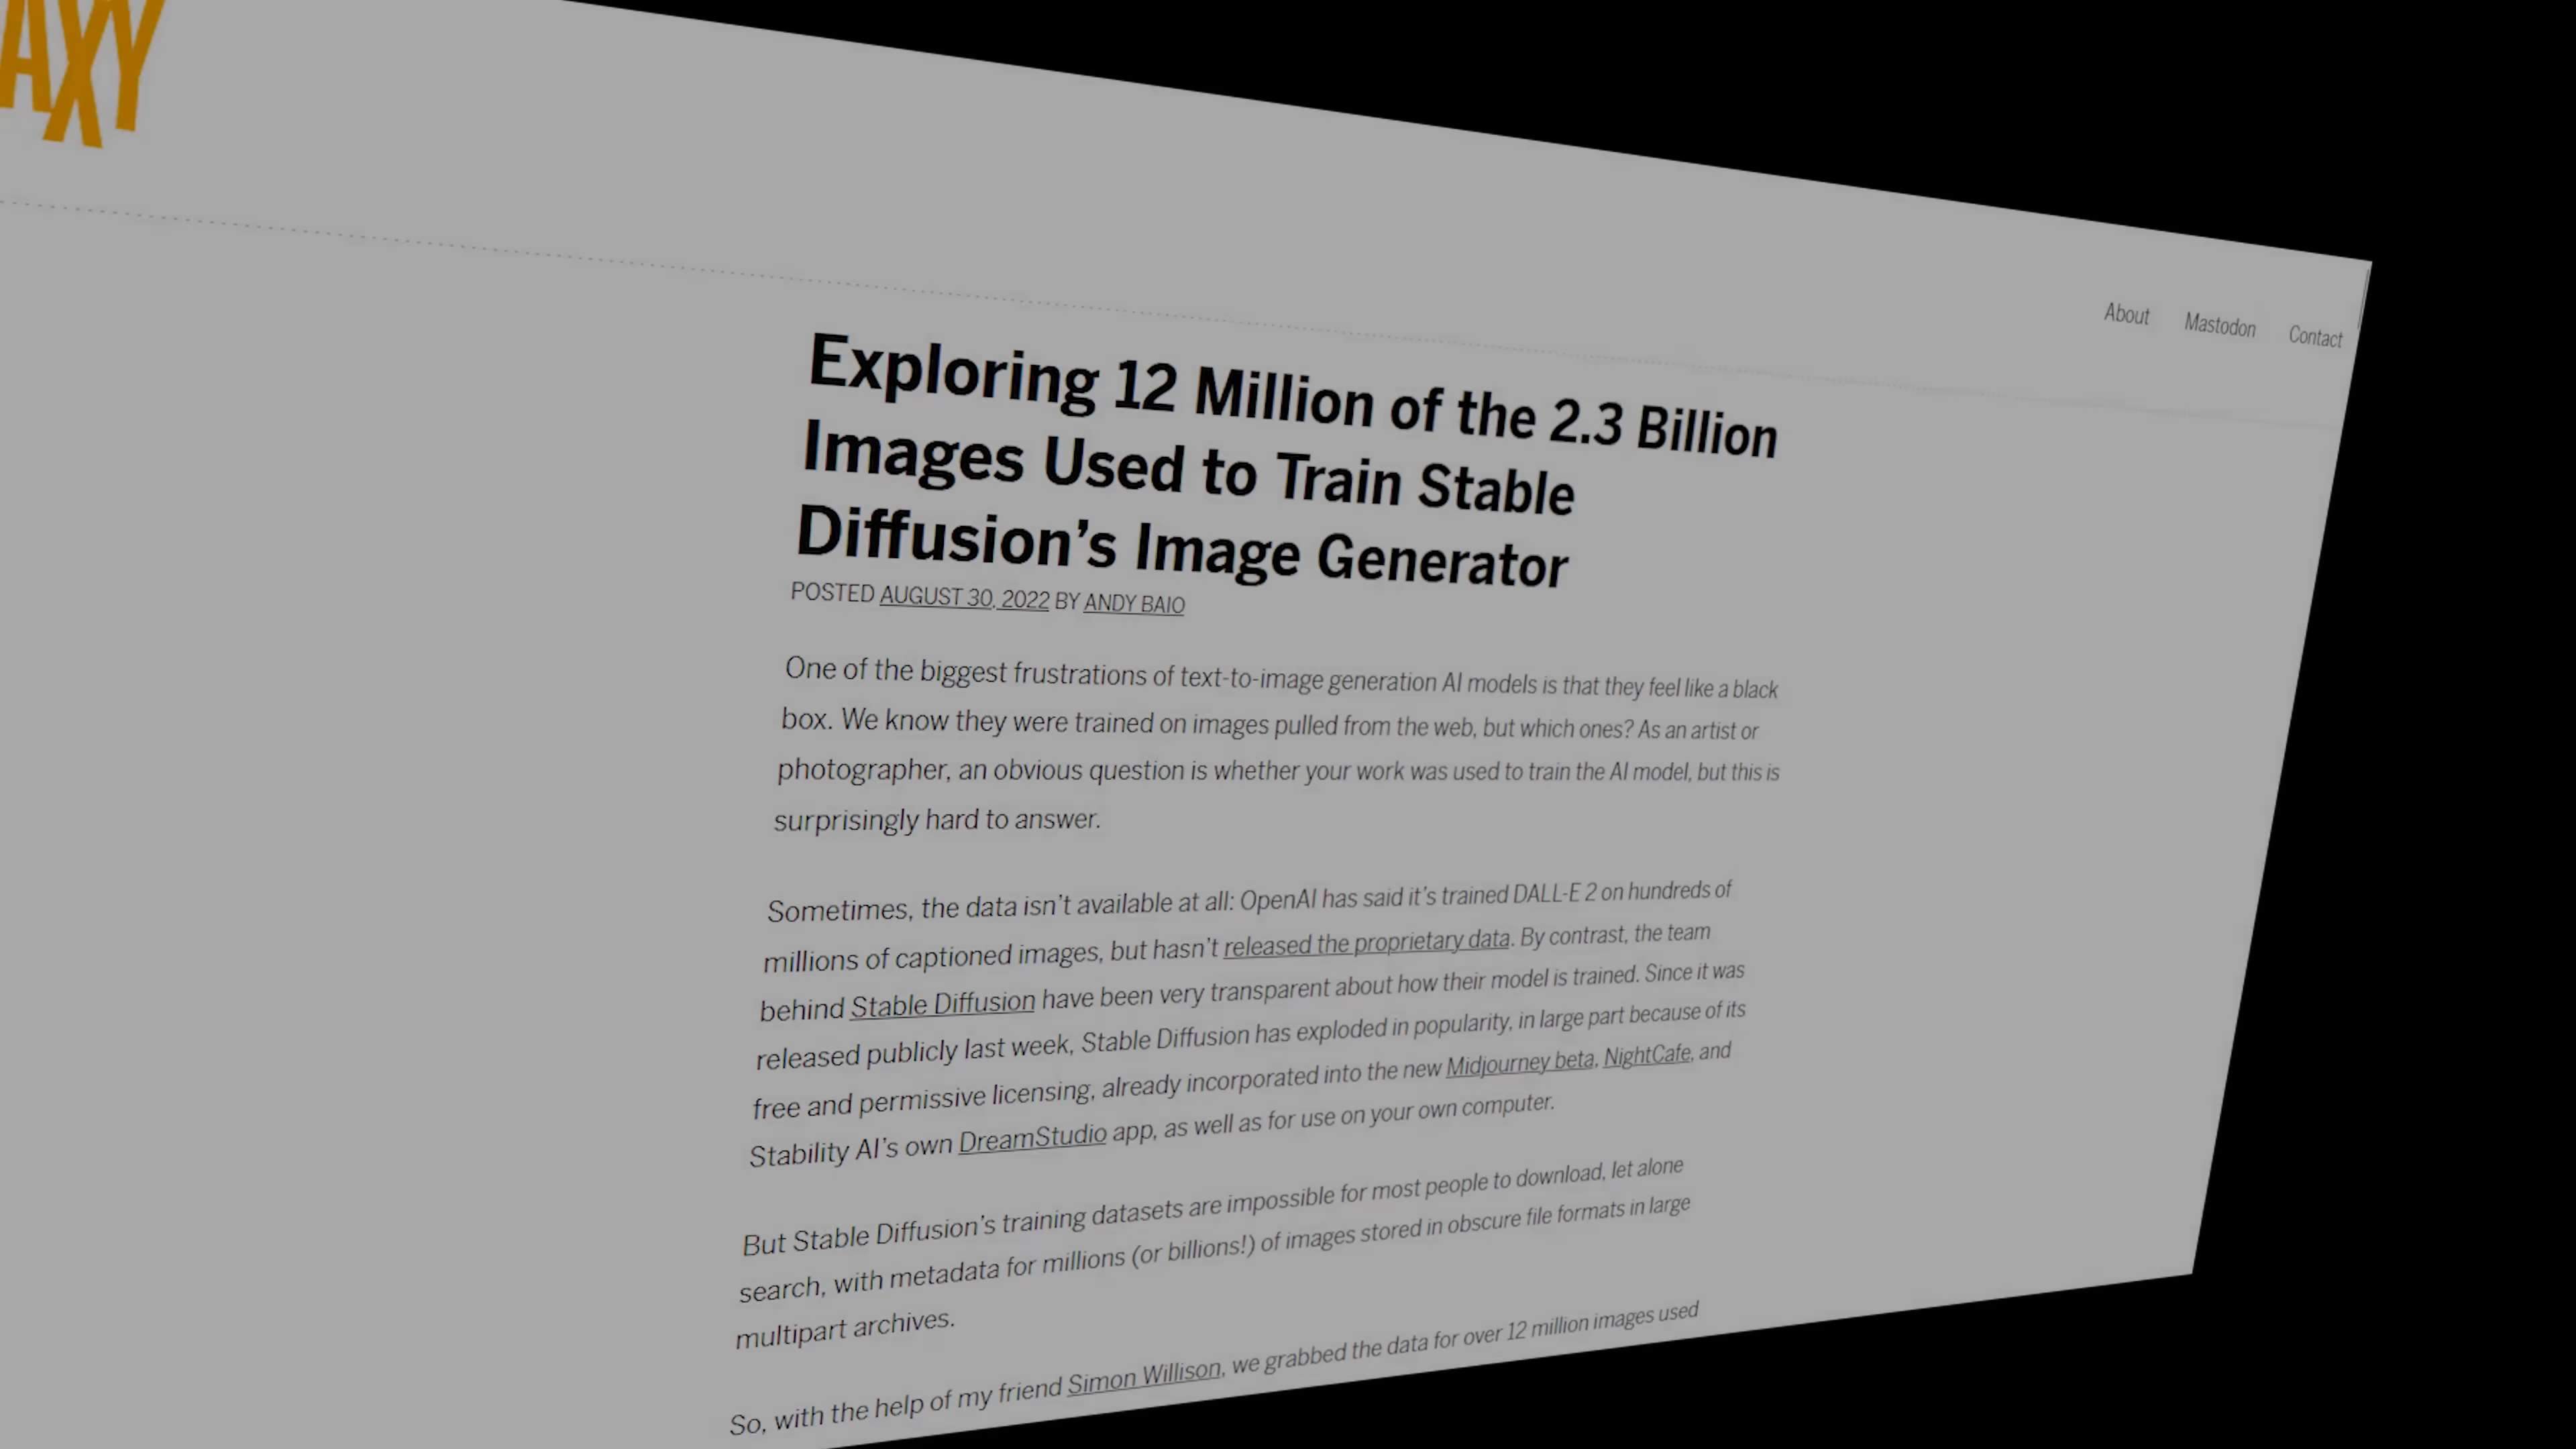 AXY
About Mastodon Contact
Exploring 12 Million of the 2.3 Billion
Images Used to Train Stable
Diffusion’s Image Generator
POSTED AUGUST 30, 2022 BY ANDY BAIO
One of the biggest frustrations of text-to-image generation AI models is that they feel like a black
box. We know they were trained on images pulled from the web, but which ones? As an artist or
photographer, an obvious question is whether your work was used to train the AI model, but this is
surprisingly hard to answer.
Sometimes, the data isn’t available at all: OpenAI has said it’s trained DALL-E 2 on hundreds of
millions of captioned images, but hasn’t released the proprietary data. By contrast, the team
behind Stable Diffusion have been very transparent about how their model is trained. Since it was
released publicly last week, Stable Diffusion has exploded in popularity, in large part because of its
free and permissive licensing, already incorporated into the new Midjourney beta, NightCafe, and
Stability AI’s own DreamStudio app, as well as for use on your own computer.
But Stable Diffusion’s training datasets are impossible for most people to download, let alone
search, with metadata for millions (or billions!) of images stored in obscure file formats in large
multipart archives.
So, with the help of my friend Simon Willison, we grabbed the data for over 12 million images used